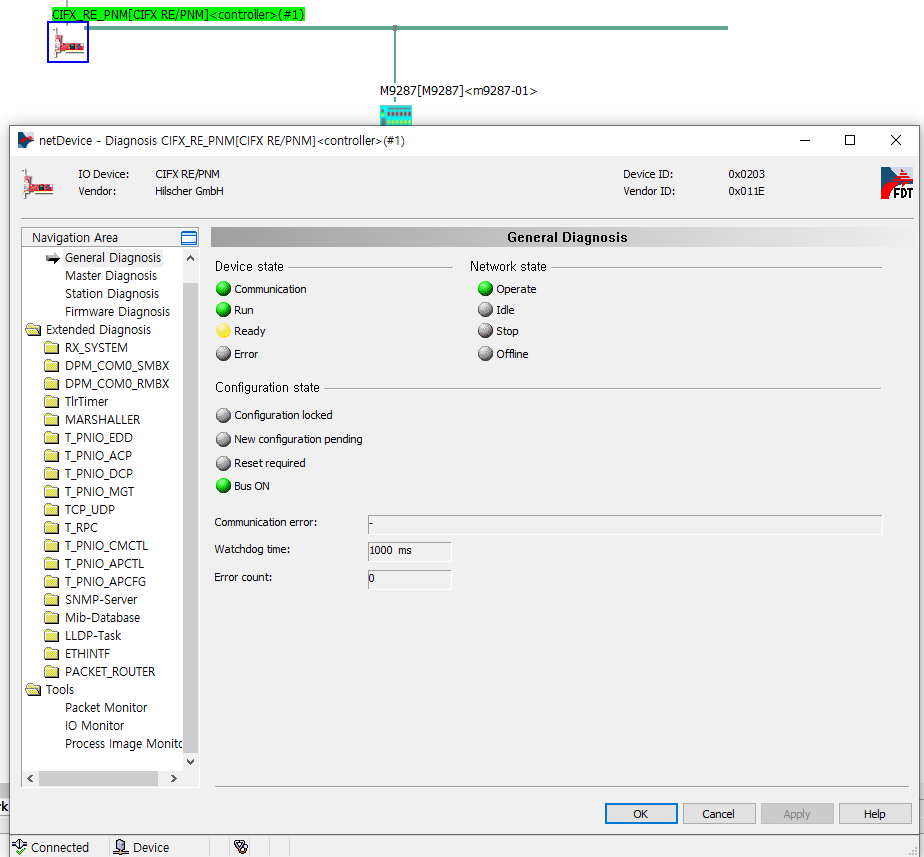 CIFX_RE_PNM[CIFX RE/PNM]<controller>(#1)
M9287[M9287]<m9287-01>
netDevice - Diagnosis CIFX_RE_PNM[CIFX RE/PNM]<controller>(#1)
IO Device: CIFX RE/PNM Device ID: 0x0203
Vendor: Hilscher GmbH Vendor ID: 0x011E
FDT
Navigation Area
General Diagnosis
Master Diagnosis
Station Diagnosis
Firmware Diagnosis
Extended Diagnosis
RX_SYSTEM
DPM_COM0_SMBX
DPM_COM0_RMBX
TlrTimer
MARSHALLER
T_PNIO_EDD
T_PNIO_ACP
T_PNIO_DCP
T_PNIO_MGT
TCP_UDP
T_RPC
T_PNIO_CMCTL
T_PNIO_APCTL
T_PNIO_APCFG
SNMP-Server
Mib-Database
LLDP-Task
ETHINTF
PACKET_ROUTER
Tools
Packet Monitor
IO Monitor
Process Image Monitc
General Diagnosis
Device state
Communication
Run
Ready
Error
Network state
Operate
Idle
Stop
Offline
Configuration state
Configuration locked
New configuration pending
Reset required
Bus ON
Communication error: -
Watchdog time: 1000 ms
Error count: 0
OK Cancel Apply Help
rk
Connected Device